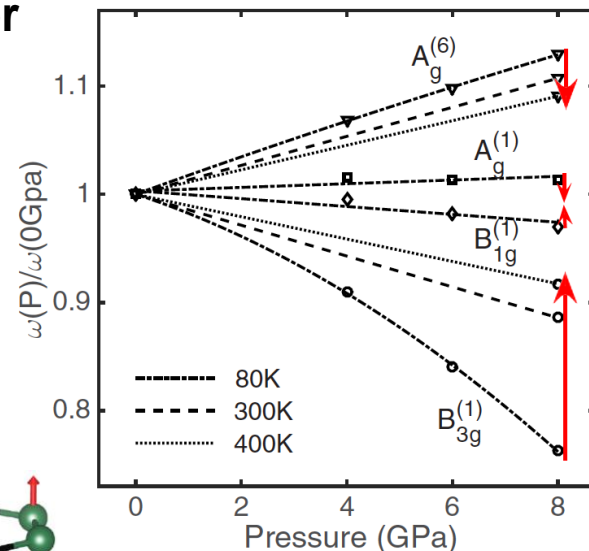 r
A_g^(6)
1.1
A_g^(1)
1
B_1g^(1)
0.9
80K
300K
400K
B_3g^(1)
0.8
0 2 4 6 8
Pressure (GPa)
ω(P)/ω(0Gpa)